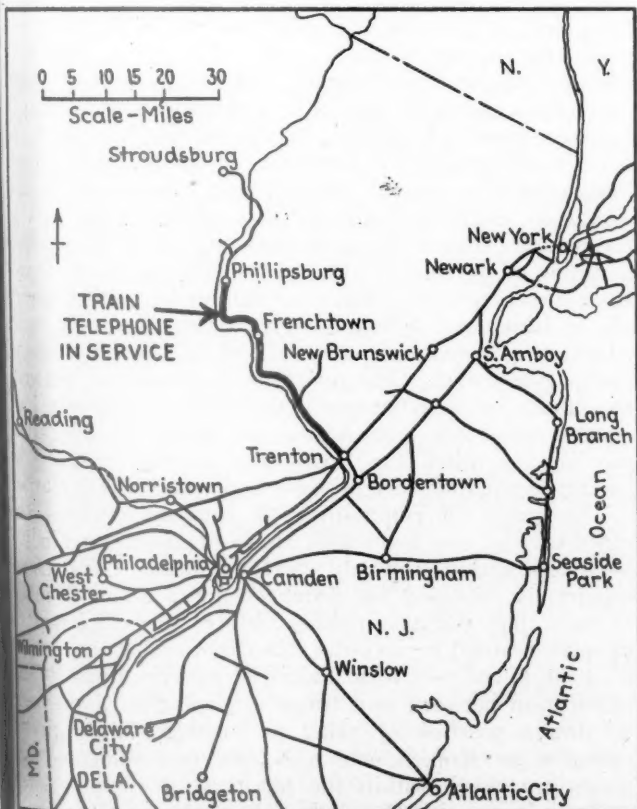 N. Y.
0 5 10 20 30
Scale-Miles
Stroudsburg
New York
Newark
Phillipsburg
TRAIN
TELEPHONE
IN SERVICE
Frenchtown
New Brunswick
S. Amboy
Reading
Long
Branch
Trenton
Norristown
Bordentown
Ocean
Philadelphia
West
Chester
Camden
Birmingham
Seaside
Park
N. J.
Wilmington
Winslow
Atlantic
Delaware
City
MD.
DELA.
Bridgeton
Atlantic City